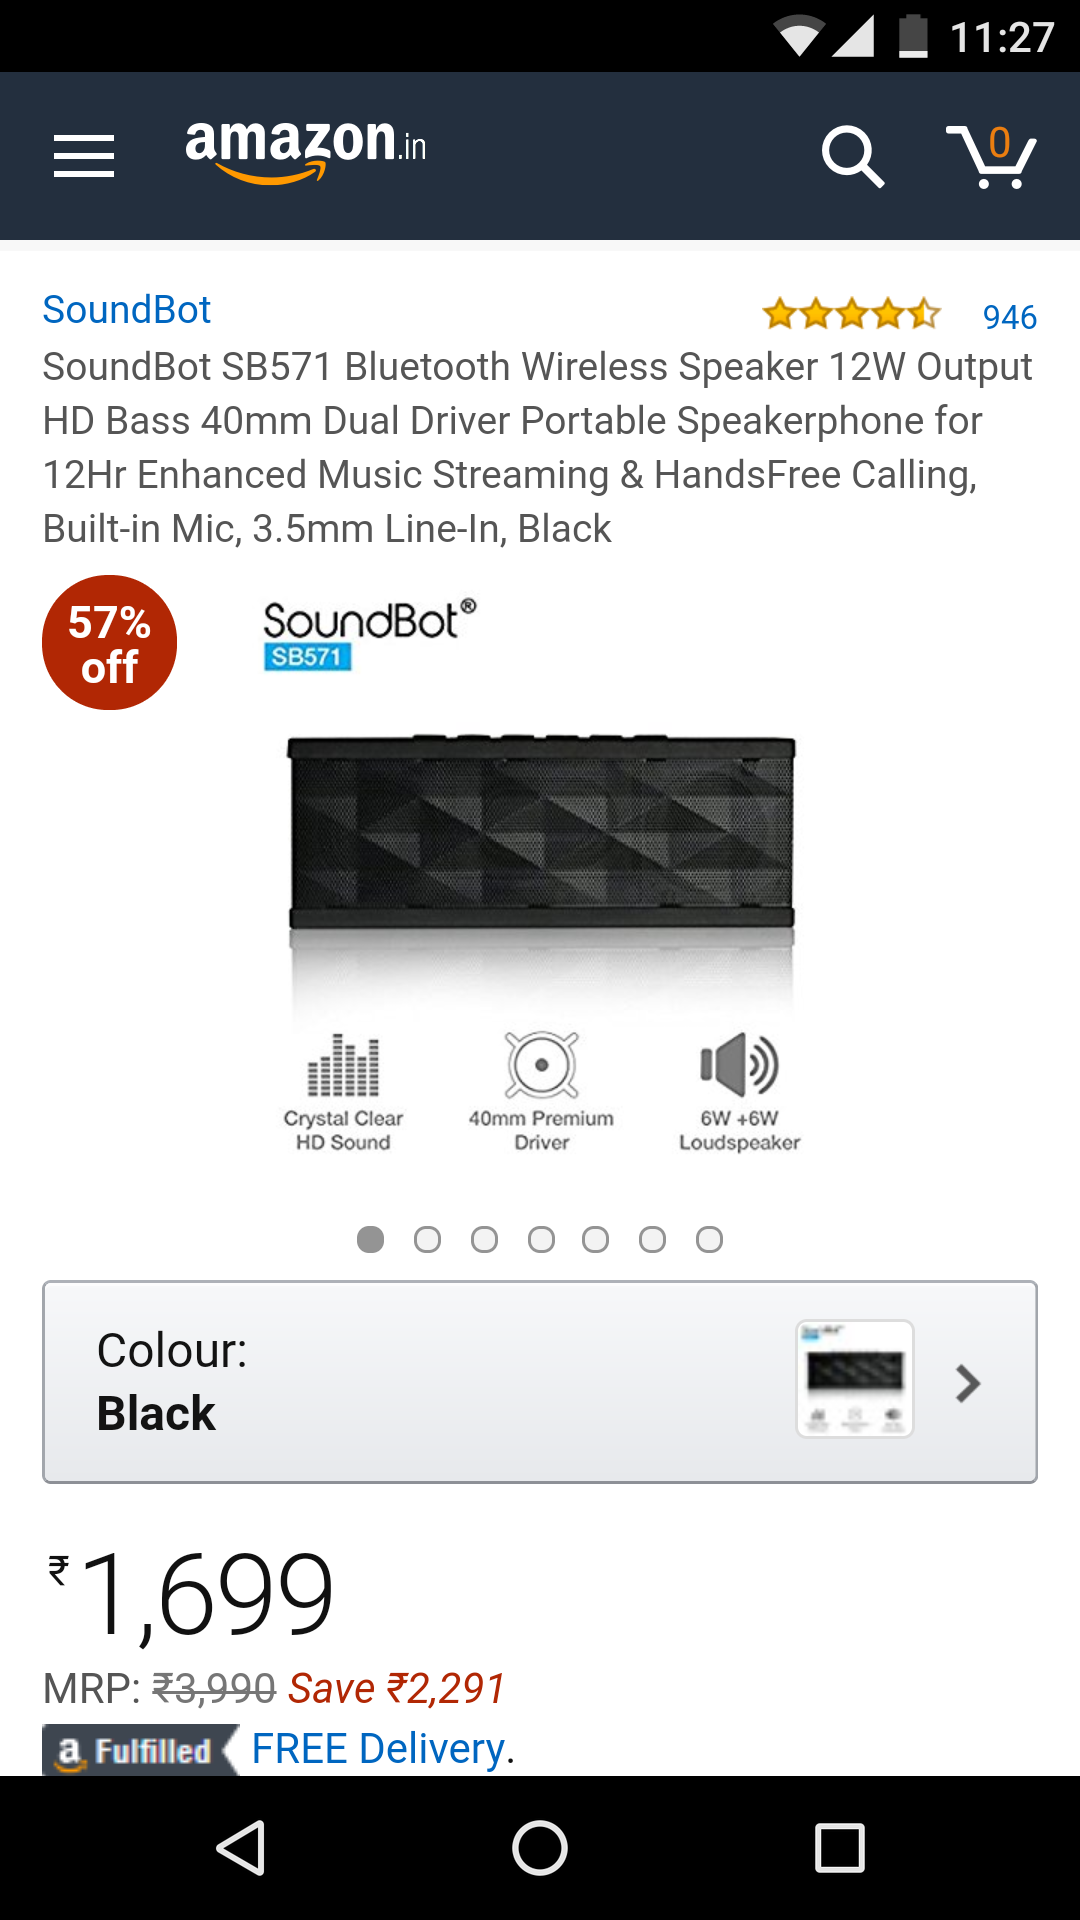 11:27
amazon.in
0
SoundBot
946
SoundBot SB571 Bluetooth Wireless Speaker 12W Output
HD Bass 40mm Dual Driver Portable Speakerphone for
12Hr Enhanced Music Streaming & HandsFree Calling,
Built-in Mic, 3.5mm Line-In, Black
57%
off
SoundBot®
SB571
Crystal Clear
HD Sound
40mm Premium
Driver
6W +6W
Loudspeaker
Colour:
Black
₹1,699
MRP: ₹3,990 Save ₹2,291
a Fulfilled FREE Delivery.